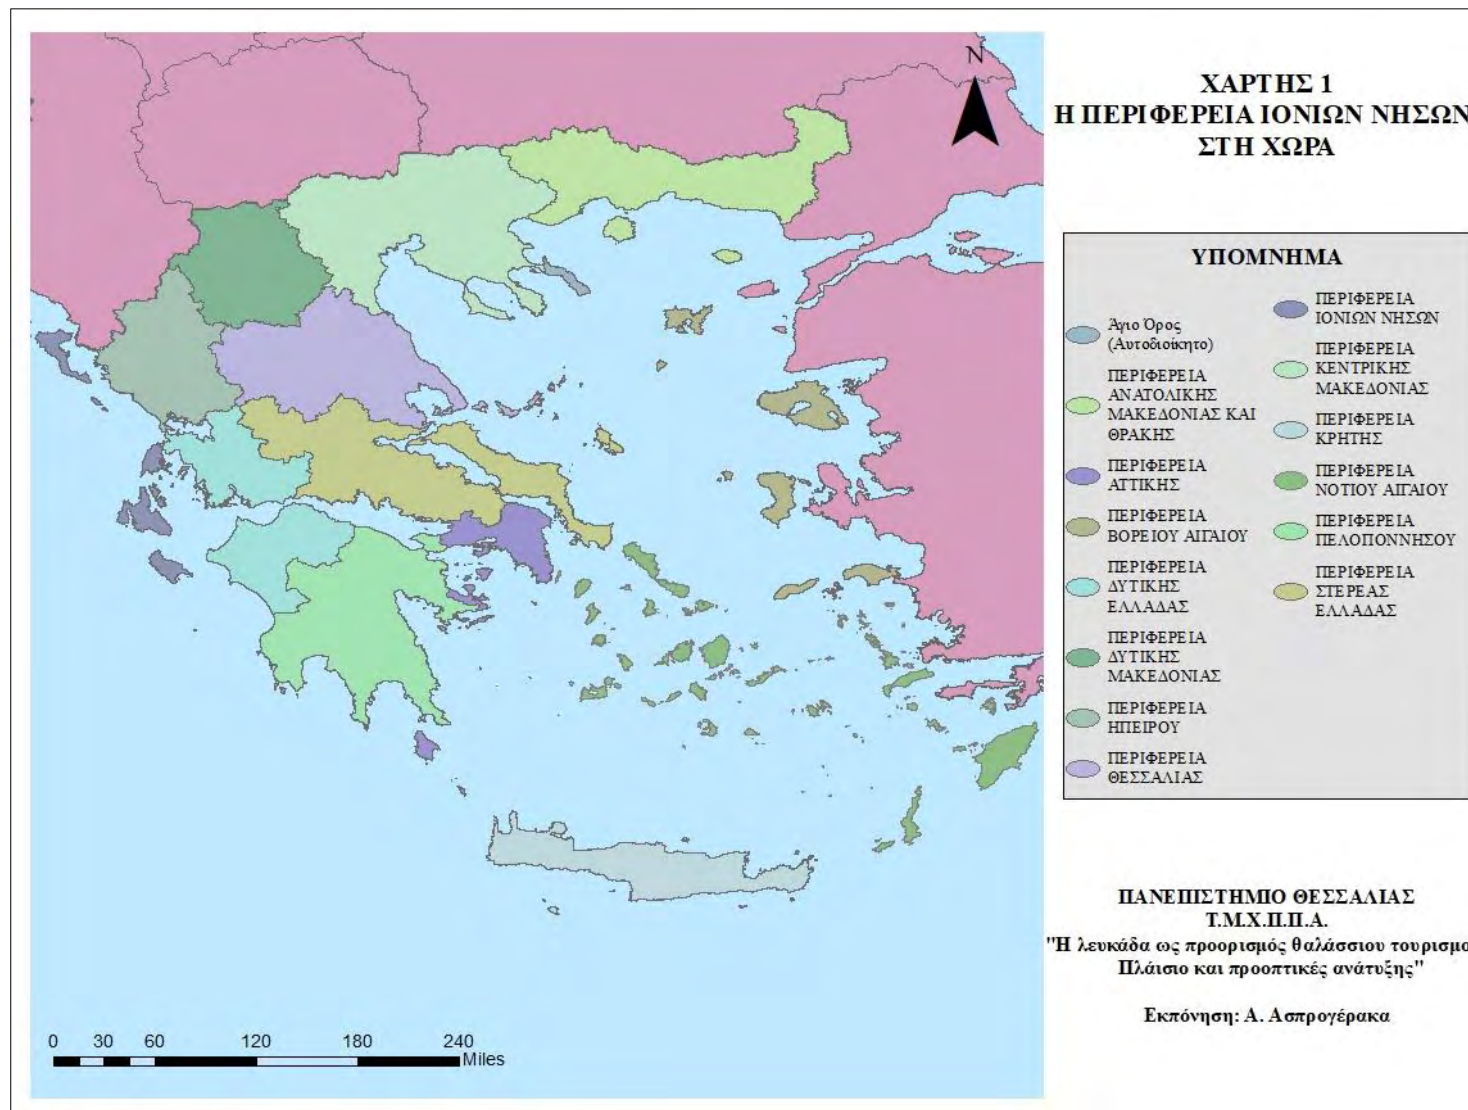 N
ΧΑΡΤΗΣ 1
Η ΠΕΡΙΦΕΡΕΙΑ ΙΟΝΙΩΝ ΝΗΣΩΝ
ΣΤΗ ΧΩΡΑ
ΥΠΟΜΝΗΜΑ
Άγιο Όρος
(Αυτοδιοίκητο)
ΠΕΡΙΦΕΡΕΙΑ
ΑΝΑΤΟΛΙΚΗΣ
ΜΑΚΕΔΟΝΙΑΣ ΚΑΙ
ΘΡΑΚΗΣ
ΠΕΡΙΦΕΡΕΙΑ
ΑΤΤΙΚΗΣ
ΠΕΡΙΦΕΡΕΙΑ
ΒΟΡΕΙΟΥ ΑΙΓΑΙΟΥ
ΠΕΡΙΦΕΡΕΙΑ
ΔΥΤΙΚΗΣ
ΕΛΛΑΔΑΣ
ΠΕΡΙΦΕΡΕΙΑ
ΔΥΤΙΚΗΣ
ΜΑΚΕΔΟΝΙΑΣ
ΠΕΡΙΦΕΡΕΙΑ
ΗΠΕΙΡΟΥ
ΠΕΡΙΦΕΡΕΙΑ
ΘΕΣΣΑΛΙΑΣ
ΠΕΡΙΦΕΡΕΙΑ
ΙΟΝΙΩΝ ΝΗΣΩΝ
ΠΕΡΙΦΕΡΕΙΑ
ΚΕΝΤΡΙΚΗΣ
ΜΑΚΕΔΟΝΙΑΣ
ΠΕΡΙΦΕΡΕΙΑ
ΚΡΗΤΗΣ
ΠΕΡΙΦΕΡΕΙΑ
ΝΟΤΙΟΥ ΑΙΓΑΙΟΥ
ΠΕΡΙΦΕΡΕΙΑ
ΠΕΛΟΠΟΝΝΗΣΟΥ
ΠΕΡΙΦΕΡΕΙΑ
ΣΤΕΡΕΑΣ
ΕΛΛΑΔΑΣ
ΠΑΝΕΠΙΣΤΗΜΙΟ ΘΕΣΣΑΛΙΑΣ
Τ.Μ.Χ.Π.Π.Α.
"Η λευκάδα ως προορισμός θαλάσσιου τουρισμο
Πλάισιο και προοπτικές ανάτυξης"
Εκπόνηση: Α. Ασπρογέρακα
0 30 60 120 180 240
Miles